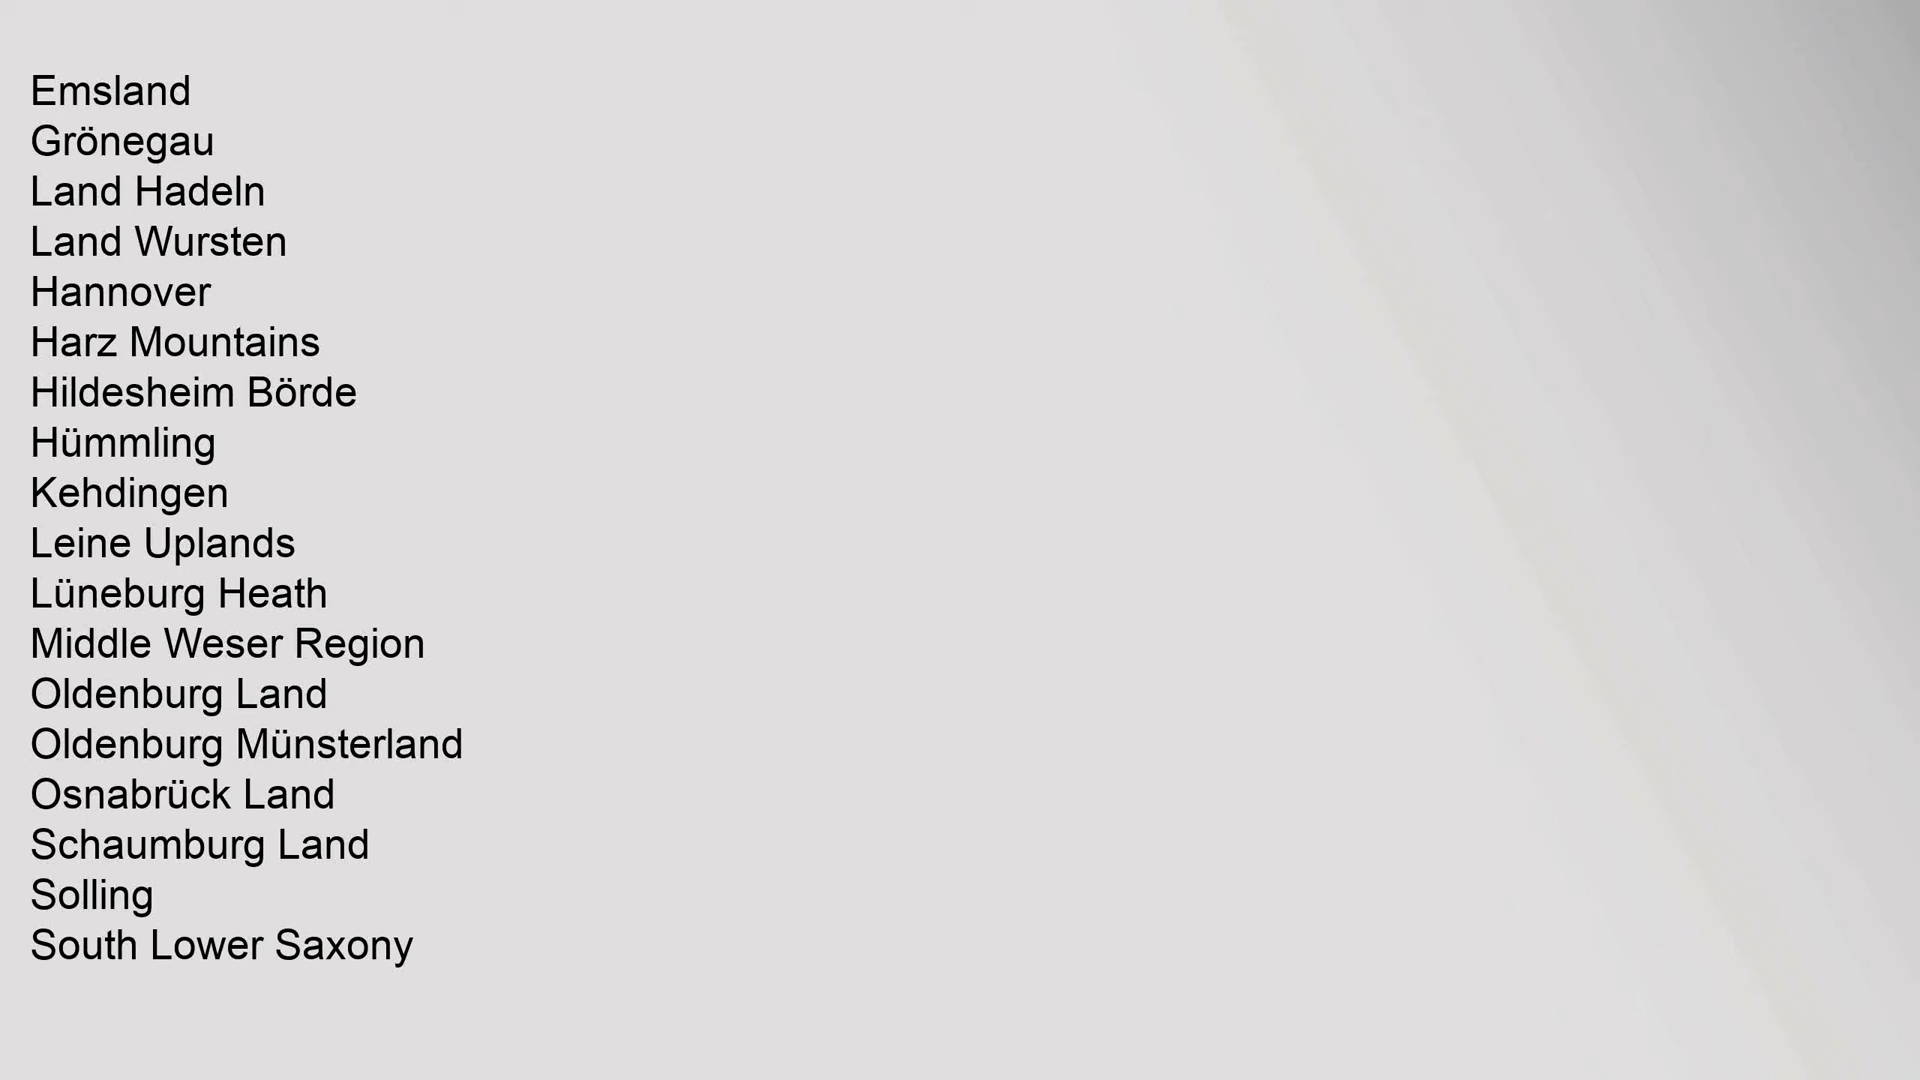 Emsland
Grönegau
Land Hadeln
Land Wursten
Hannover
Harz Mountains
Hildesheim Börde
Hümmling
Kehdingen
Leine Uplands
Lüneburg Heath
Middle Weser Region
Oldenburg Land
Oldenburg Münsterland
Osnabrück Land
Schaumburg Land
Solling
South Lower Saxony